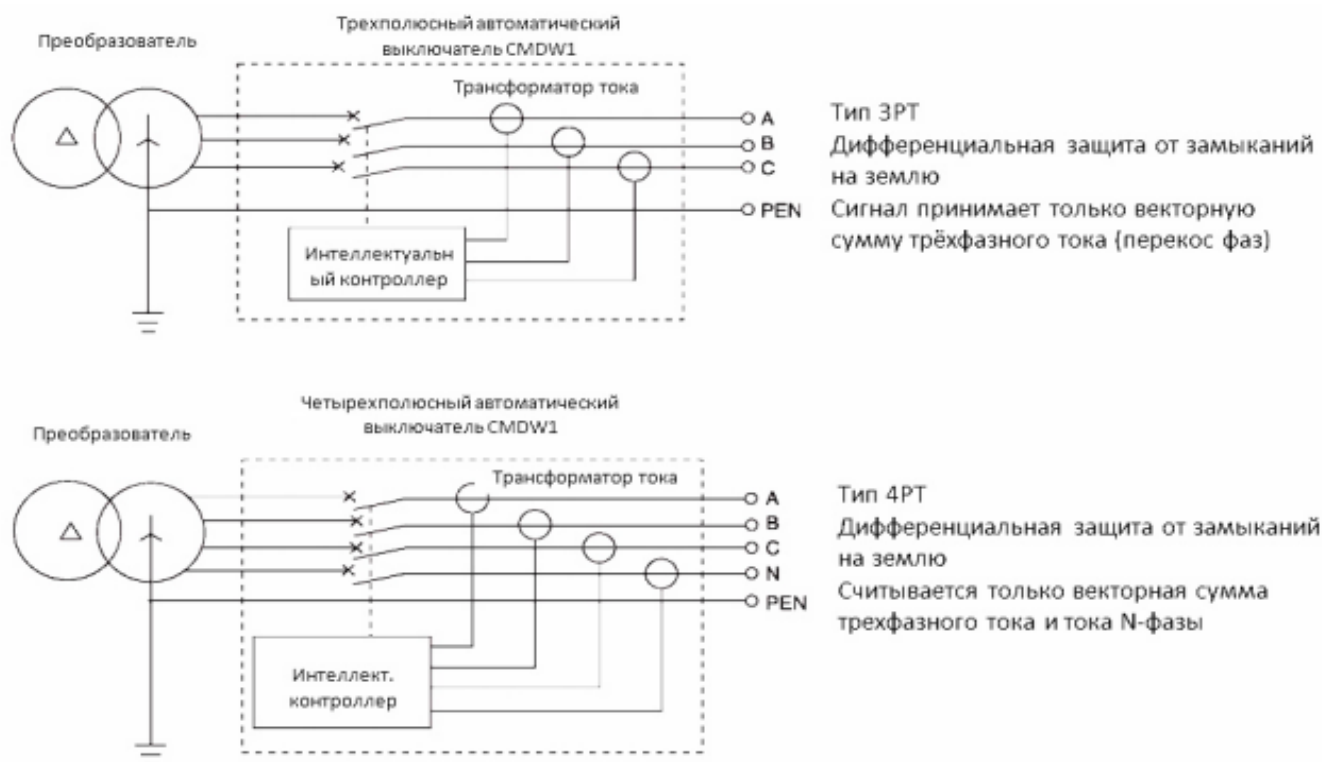 Преобразователь
Трехполюсный автоматический
выключатель CMDW1
Трансформатор тока
A
B
C
PEN
Интеллектуальн
ый контроллер
Тип 3PT
Дифференциальная защита от замыканий
на землю
Сигнал принимает только векторную
сумму трёхфазного тока (перекос фаз)
Преобразователь
Четырехполюсный автоматический
выключатель CMDW1
Трансформатор тока
A
B
C
N
PEN
Интеллект.
контроллер
Тип 4PT
Дифференциальная защита от замыканий
на землю
Считывается только векторная сумма
трехфазного тока и тока N-фазы